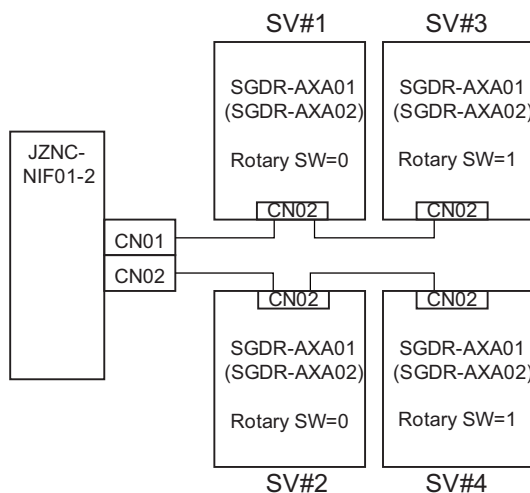 SV#1
SV#3
SGDR-AXA01
(SGDR-AXA02)
Rotary SW=0
CN02
SGDR-AXA01
(SGDR-AXA02)
Rotary SW=1
CN02
JZNC-
NIF01-2
CN01
CN02
CN02
SGDR-AXA01
(SGDR-AXA02)
Rotary SW=0
SV#2
CN02
SGDR-AXA01
(SGDR-AXA02)
Rotary SW=1
SV#4